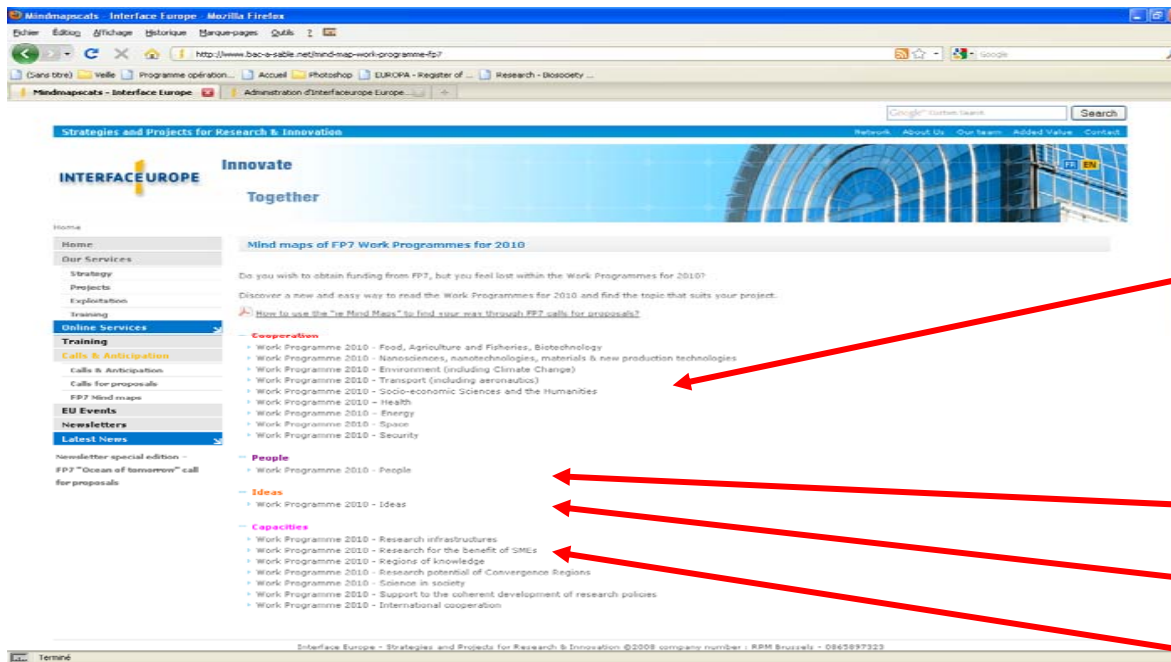 Mindmapscats - Interface Europe - Mozilla Firefox
Fichier Édition Affichage Historique Marque-pages Outils ?
http://www.bac-a-sable.net/mind-map-work-programme-fp7
Google
(Sans titre) Veille Programme opération... Accueil Photoshop EUROPA - Register of ... Research - Biosociety ...
Mindmapscats - Interface Europe Administration d'Interfaceurope Europe...
Google Custom Search Search
Strategies and Projects for Research & Innovation Network About Us Our team Added Value Contact
INTERFACEUROPE
Innovate
Together
FR EN
Home
Home
Our Services
Strategy
Projects
Exploitation
Training
Online Services
Training
Calls & Anticipation
Calls & Anticipation
Calls for proposals
FP7 Mind maps
EU Events
Newsletters
Latest News
Newsletter special edition -
FP7 "Ocean of tomorrow" call
for proposals
Mind maps of FP7 Work Programmes for 2010
Do you wish to obtain funding from FP7, but you feel lost within the Work Programmes for 2010?
Discover a new and easy way to read the Work Programmes for 2010 and find the topic that suits your project.
How to use the "ie Mind Maps" to find your way through FP7 calls for proposals?
Cooperation
Work Programme 2010 - Food, Agriculture and Fisheries, Biotechnology
Work Programme 2010 - Nanosciences, nanotechnologies, materials & new production technologies
Work Programme 2010 - Environment (including Climate Change)
Work Programme 2010 - Transport (including aeronautics)
Work Programme 2010 - Socio-economic Sciences and the Humanities
Work Programme 2010 - Health
Work Programme 2010 - Energy
Work Programme 2010 - Space
Work Programme 2010 - Security
People
Work Programme 2010 - People
Ideas
Work Programme 2010 - Ideas
Capacities
Work Programme 2010 - Research infrastructures
Work Programme 2010 - Research for the benefit of SMEs
Work Programme 2010 - Regions of knowledge
Work Programme 2010 - Research potential of Convergence Regions
Work Programme 2010 - Science in society
Work Programme 2010 - Support to the coherent development of research policies
Work Programme 2010 - International cooperation
Interface Europe - Strategies and Projects for Research & Innovation ©2008 company number : RPM Brussels - 0865897323
Terminé